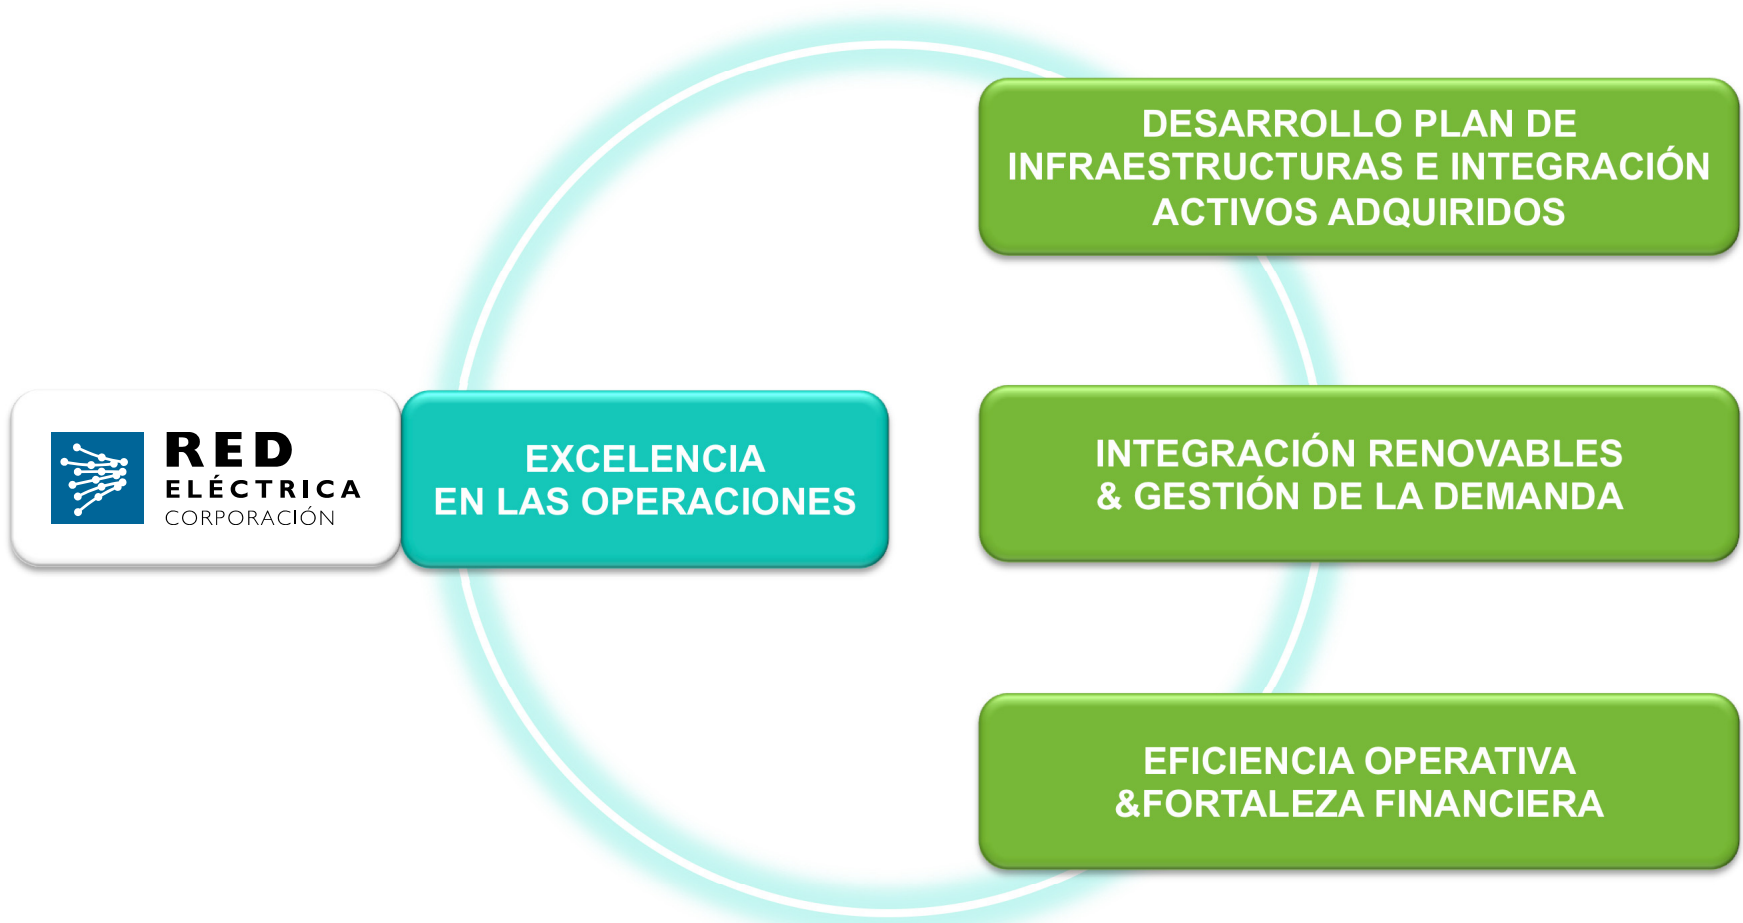 RED
ELÉCTRICA
CORPORACIÓN
EXCELENCIA
EN LAS OPERACIONES
DESARROLLO PLAN DE
INFRAESTRUCTURAS E INTEGRACIÓN
ACTIVOS ADQUIRIDOS
INTEGRACIÓN RENOVABLES
& GESTIÓN DE LA DEMANDA
EFICIENCIA OPERATIVA
&FORTALEZA FINANCIERA